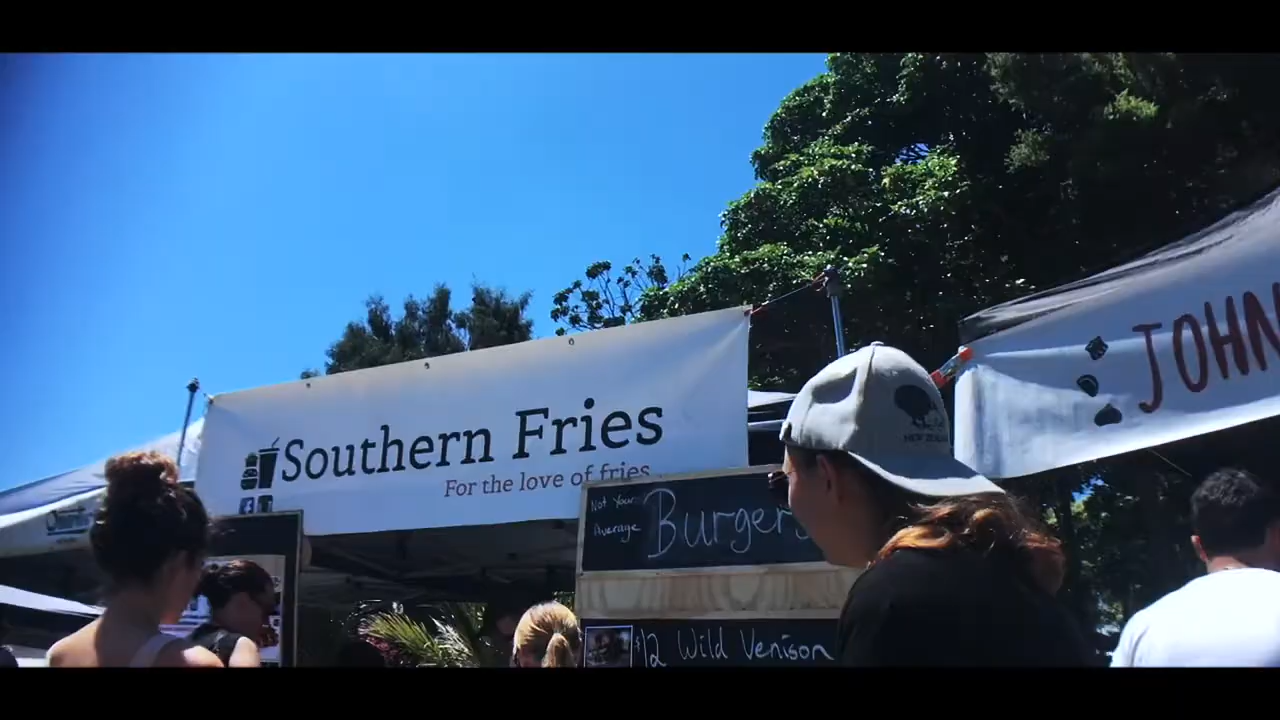 Southern Fries
For the love of fries
JOHN
Not Your
Average
Burgers
$12 Wild Venison